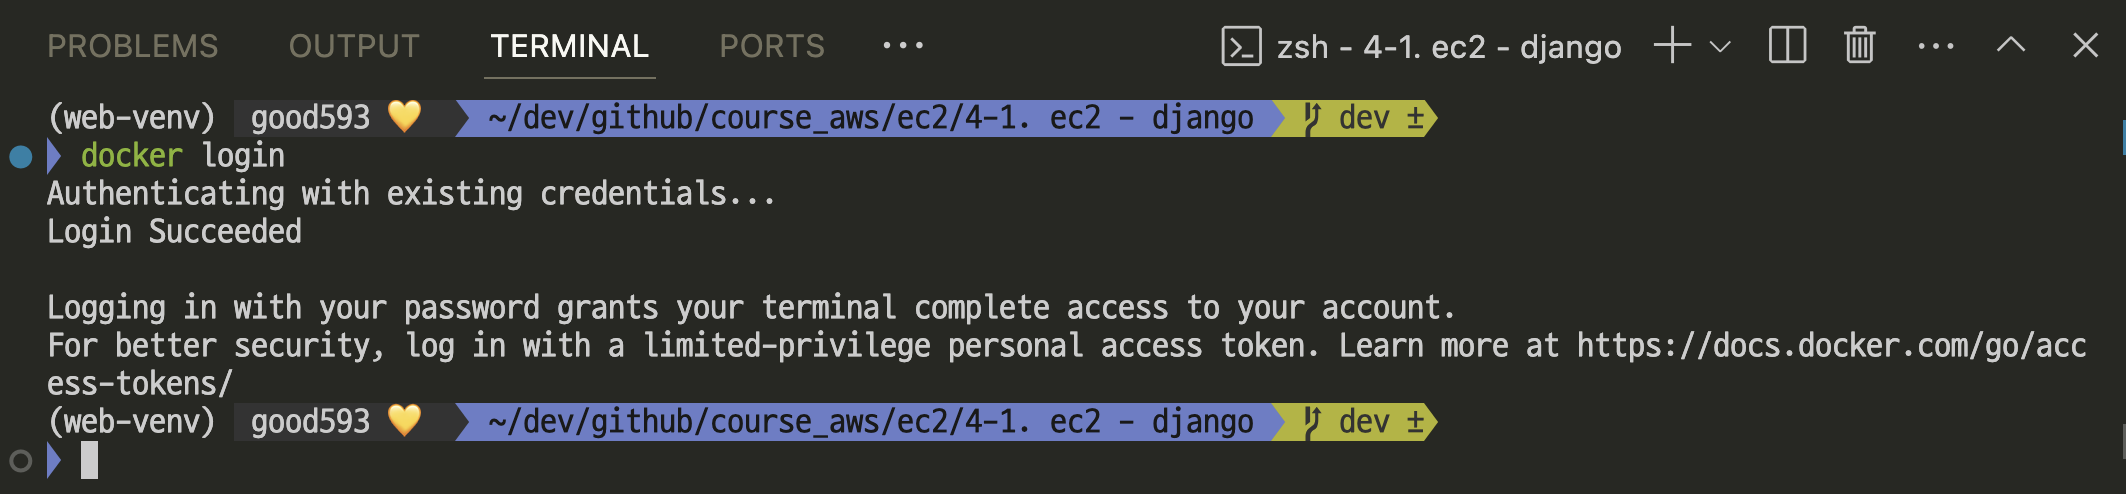 PROBLEMS OUTPUT TERMINAL PORTS ··· zsh - 4-1. ec2 - django
(web-venv) good593 💛 ~/dev/github/course_aws/ec2/4-1. ec2 - django dev ±
docker login
Authenticating with existing credentials...
Login Succeeded
Logging in with your password grants your terminal complete access to your account.
For better security, log in with a limited-privilege personal access token. Learn more at https://docs.docker.com/go/acc
ess-tokens/
(web-venv) good593 💛 ~/dev/github/course_aws/ec2/4-1. ec2 - django dev ±